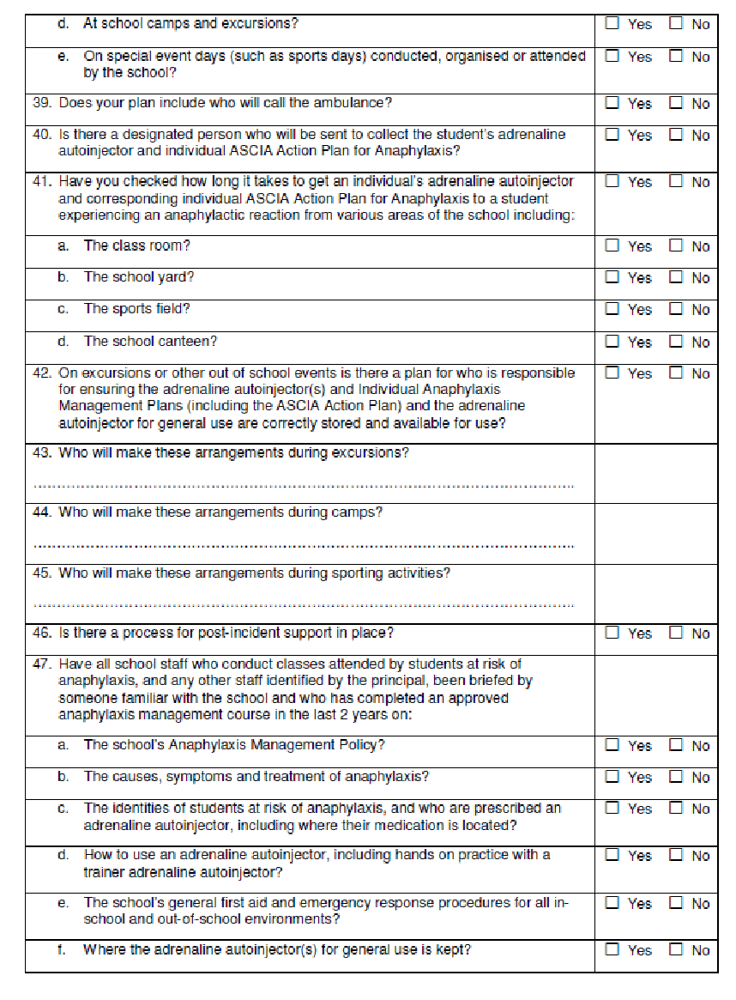 d. At school camps and excursions? ☐ Yes ☐ No
e. On special event days (such as sports days) conducted, organised or attended ☐ Yes ☐ No
by the school?
39. Does your plan include who will call the ambulance? ☐ Yes ☐ No
40. Is there a designated person who will be sent to collect the student's adrenaline ☐ Yes ☐ No
autoinjector and individual ASCIA Action Plan for Anaphylaxis?
41. Have you checked how long it takes to get an individual's adrenaline autoinjector ☐ Yes ☐ No
and corresponding individual ASCIA Action Plan for Anaphylaxis to a student
experiencing an anaphylactic reaction from various areas of the school including:
a. The class room? ☐ Yes ☐ No
b. The school yard? ☐ Yes ☐ No
c. The sports field? ☐ Yes ☐ No
d. The school canteen? ☐ Yes ☐ No
42. On excursions or other out of school events is there a plan for who is responsible ☐ Yes ☐ No
for ensuring the adrenaline autoinjector(s) and Individual Anaphylaxis
Management Plans (including the ASCIA Action Plan) and the adrenaline
autoinjector for general use are correctly stored and available for use?
43. Who will make these arrangements during excursions?
....................................................................................................................
44. Who will make these arrangements during camps?
....................................................................................................................
45. Who will make these arrangements during sporting activities?
....................................................................................................................
46. Is there a process for post-incident support in place? ☐ Yes ☐ No
47. Have all school staff who conduct classes attended by students at risk of
anaphylaxis, and any other staff identified by the principal, been briefed by
someone familiar with the school and who has completed an approved
anaphylaxis management course in the last 2 years on:
a. The school's Anaphylaxis Management Policy? ☐ Yes ☐ No
b. The causes, symptoms and treatment of anaphylaxis? ☐ Yes ☐ No
c. The identities of students at risk of anaphylaxis, and who are prescribed an ☐ Yes ☐ No
adrenaline autoinjector, including where their medication is located?
d. How to use an adrenaline autoinjector, including hands on practice with a ☐ Yes ☐ No
trainer adrenaline autoinjector?
e. The school's general first aid and emergency response procedures for all in- ☐ Yes ☐ No
school and out-of-school environments?
f. Where the adrenaline autoinjector(s) for general use is kept? ☐ Yes ☐ No